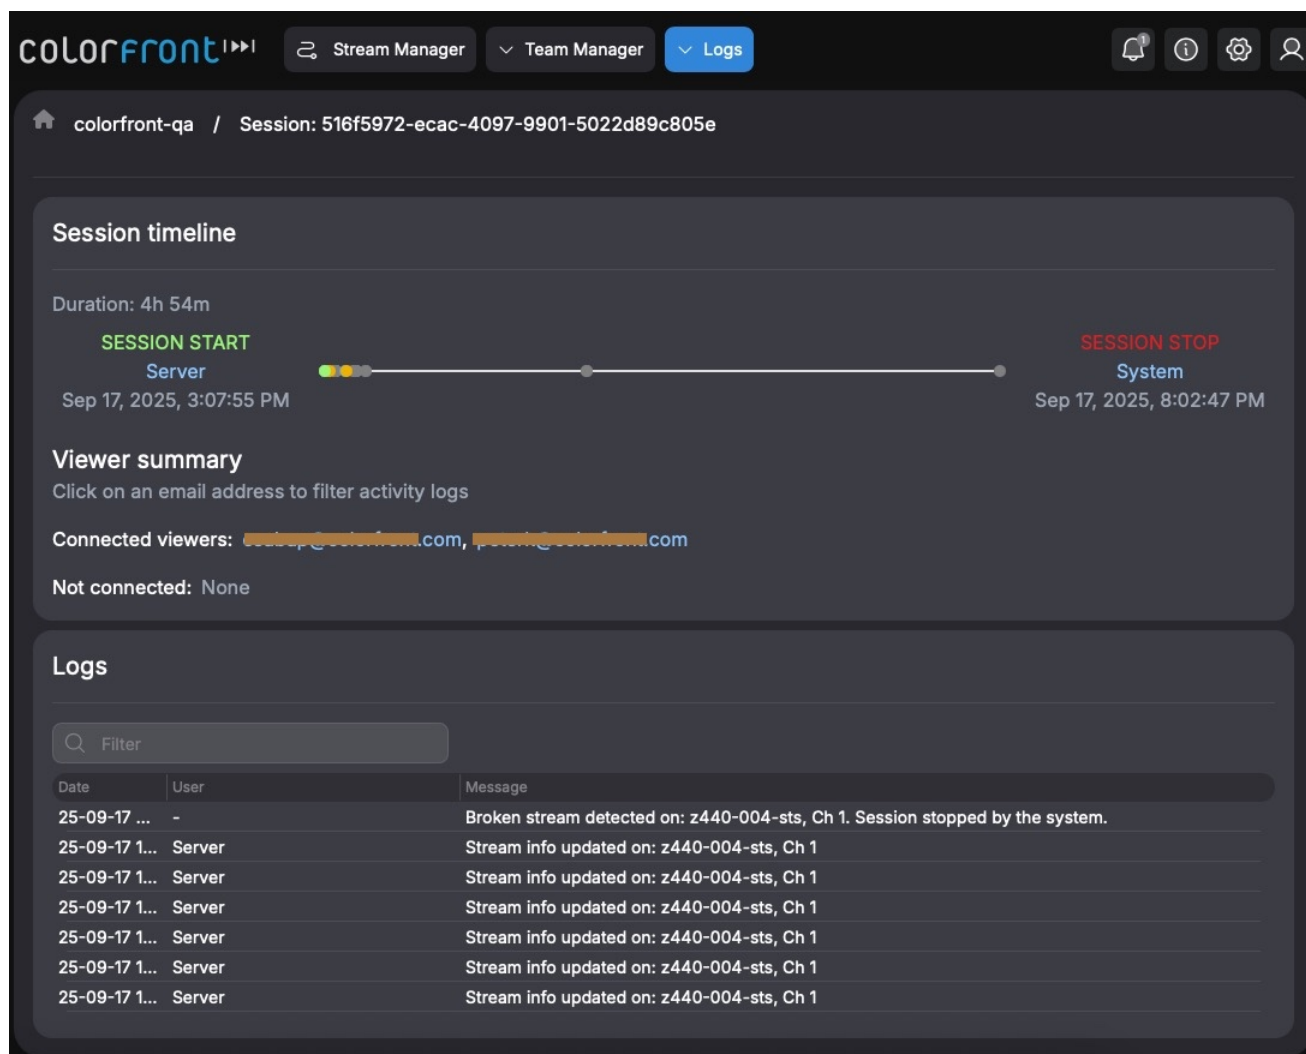 colorfront
Stream Manager
Team Manager
Logs
1
colorfront-qa / Session: 516f5972-ecac-4097-9901-5022d89c805e
Session timeline
Duration: 4h 54m
SESSION START
Server
Sep 17, 2025, 3:07:55 PM
SESSION STOP
System
Sep 17, 2025, 8:02:47 PM
Viewer summary
Click on an email address to filter activity logs
Connected viewers: .com, .com
Not connected: None
Logs
Filter
Date User Message
25-09-17 ... - Broken stream detected on: z440-004-sts, Ch 1. Session stopped by the system.
25-09-17 1... Server Stream info updated on: z440-004-sts, Ch 1
25-09-17 1... Server Stream info updated on: z440-004-sts, Ch 1
25-09-17 1... Server Stream info updated on: z440-004-sts, Ch 1
25-09-17 1... Server Stream info updated on: z440-004-sts, Ch 1
25-09-17 1... Server Stream info updated on: z440-004-sts, Ch 1
25-09-17 1... Server Stream info updated on: z440-004-sts, Ch 1